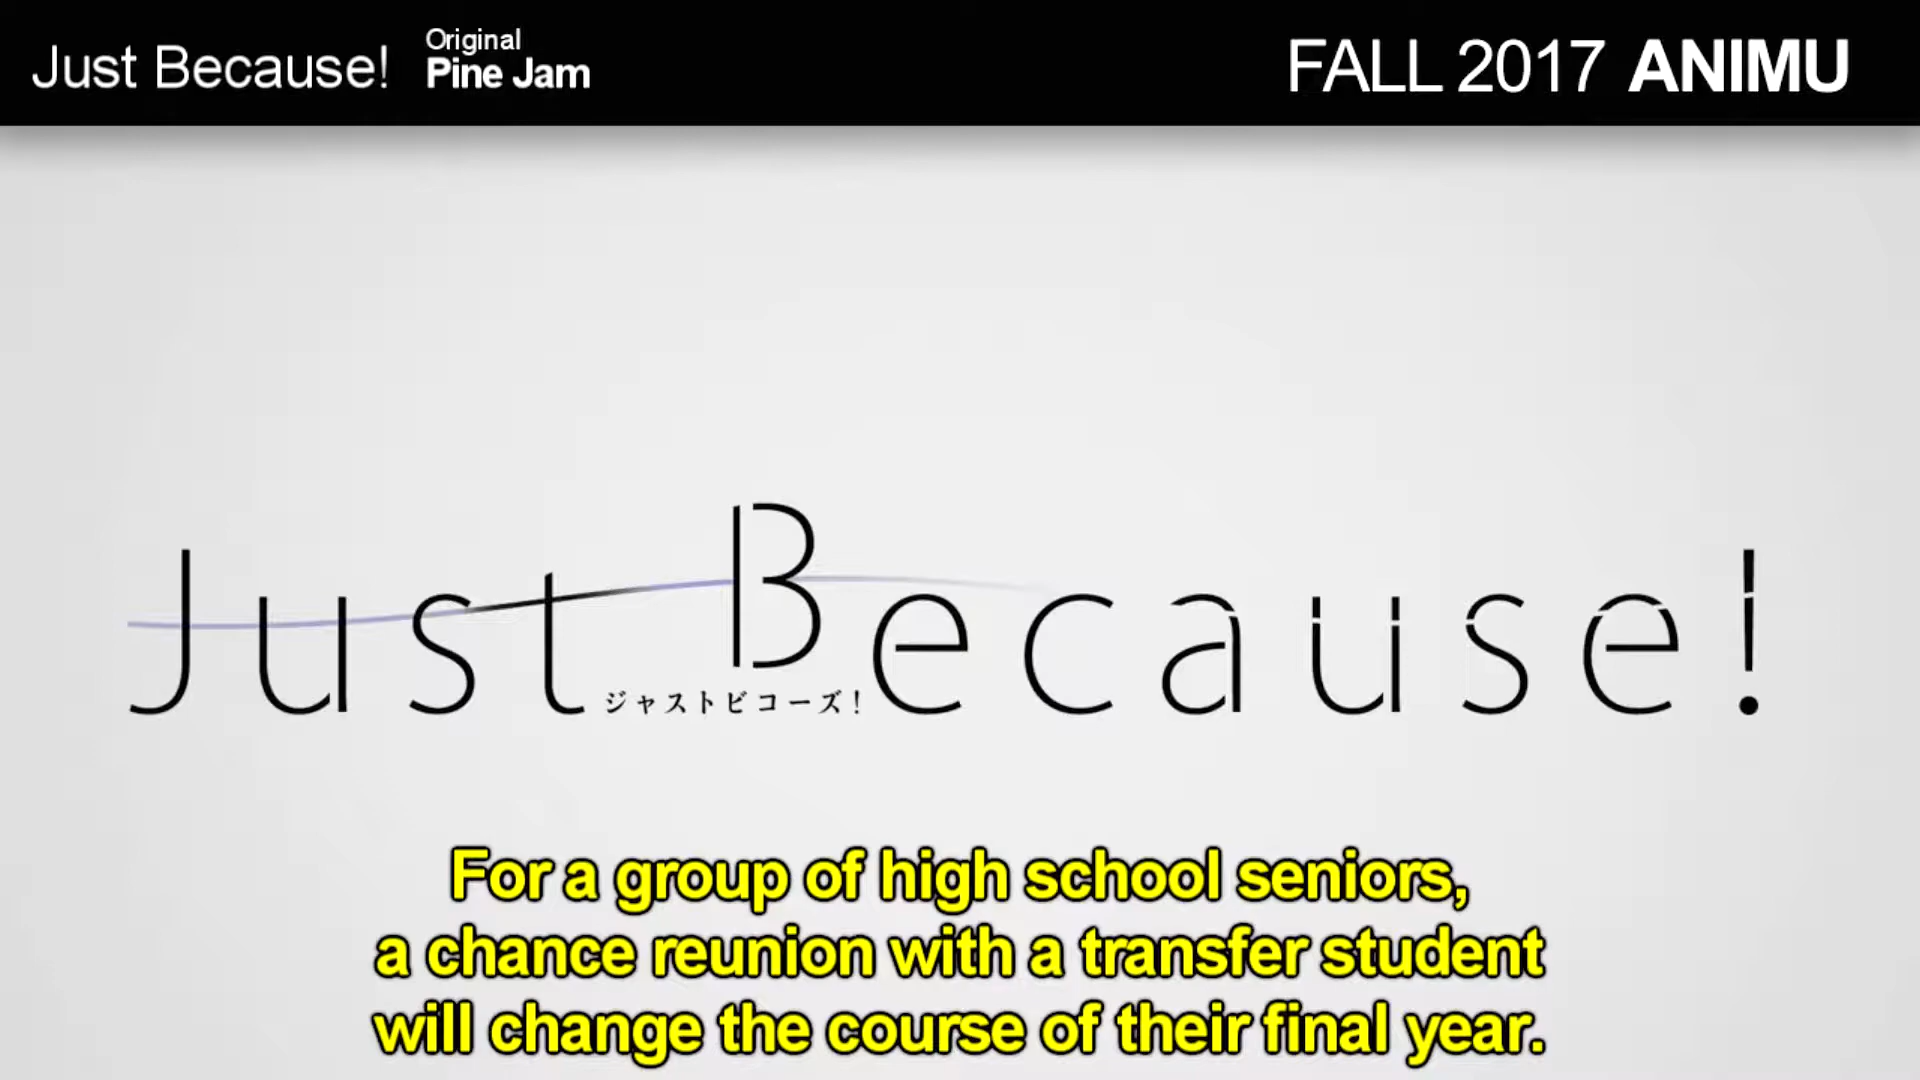 Just Because!
Original
Pine Jam
FALL 2017 ANIMU
Just Because!
ジャストビコーズ!
For a group of high school seniors,
a chance reunion with a transfer student
will change the course of their final year.